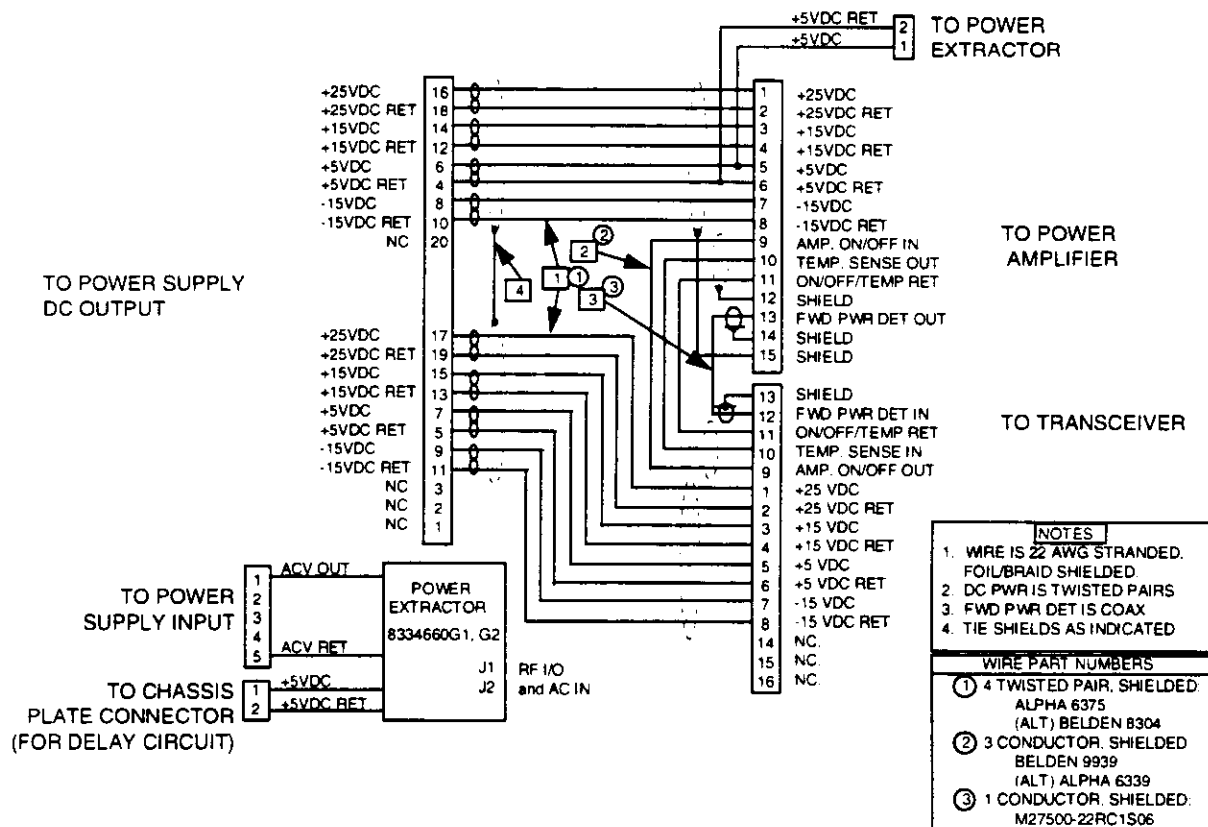 +5VDC RET 2
+5VDC 1
TO POWER
EXTRACTOR
TO POWER SUPPLY
DC OUTPUT
+25VDC 16
+25VDC RET 18
+15VDC 14
+15VDC RET 12
+5VDC 6
+5VDC RET 4
-15VDC 8
-15VDC RET 10
NC 20
+25VDC 17
+25VDC RET 19
+15VDC 15
+15VDC RET 13
+5VDC 7
+5VDC RET 5
-15VDC 9
-15VDC RET 11
NC 3
NC 2
NC 1
4
1 1
2 2
3 3
1 +25VDC
2 +25VDC RET
3 +15VDC
4 +15VDC RET
5 +5VDC
6 +5VDC RET
7 -15VDC
8 -15VDC RET
9 AMP. ON/OFF IN
10 TEMP. SENSE OUT
11 ON/OFF/TEMP RET
12 SHIELD
13 FWD PWR DET OUT
14 SHIELD
15 SHIELD
TO POWER
AMPLIFIER
13 SHIELD
12 FWD PWR DET IN
11 ON/OFF/TEMP RET
10 TEMP. SENSE IN
9 AMP. ON/OFF OUT
1 +25 VDC
2 +25 VDC RET
3 +15 VDC
4 +15 VDC RET
5 +5 VDC
6 +5 VDC RET
7 -15 VDC
8 -15 VDC RET
14 NC.
15 NC.
16 NC.
TO TRANSCEIVER
TO POWER
SUPPLY INPUT
1 ACV OUT
2
3
4
5 ACV RET
TO CHASSIS
PLATE CONNECTOR
(FOR DELAY CIRCUIT)
1 +5VDC
2 +5VDC RET
POWER
EXTRACTOR
8334660G1, G2
J1 RF I/O
J2 and AC IN
NOTES
1. WIRE IS 22 AWG STRANDED.
FOIL/BRAID SHIELDED.
2. DC PWR IS TWISTED PAIRS
3. FWD PWR DET IS COAX
4. TIE SHIELDS AS INDICATED
WIRE PART NUMBERS
1 4 TWISTED PAIR, SHIELDED:
ALPHA 6375
(ALT) BELDEN 8304
2 3 CONDUCTOR, SHIELDED
BELDEN 9939
(ALT) ALPHA 6339
3 1 CONDUCTOR, SHIELDED:
M27500-22RC1S06